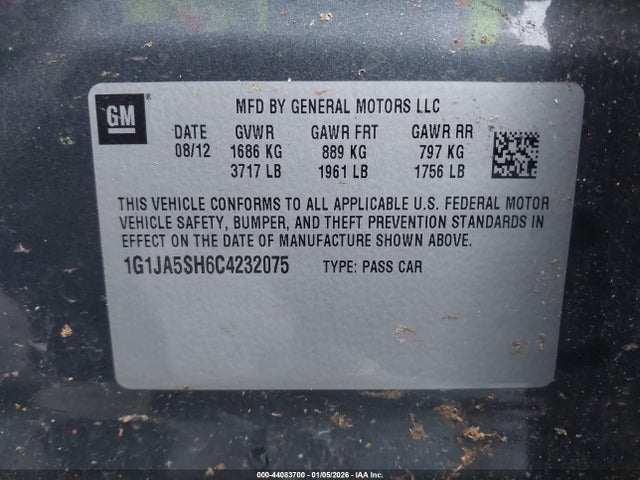 GM ®
MFD BY GENERAL MOTORS LLC
DATE GVWR GAWR FRT GAWR RR
08/12 1686 KG 889 KG 797 KG
3717 LB 1961 LB 1756 LB
THIS VEHICLE CONFORMS TO ALL APPLICABLE U.S. FEDERAL MOTOR
VEHICLE SAFETY, BUMPER, AND THEFT PREVENTION STANDARDS IN
EFFECT ON THE DATE OF MANUFACTURE SHOWN ABOVE.
1G1JA5SH6C4232075 TYPE: PASS CAR
000-44083700 - 01/05/2026 - IAA Inc.